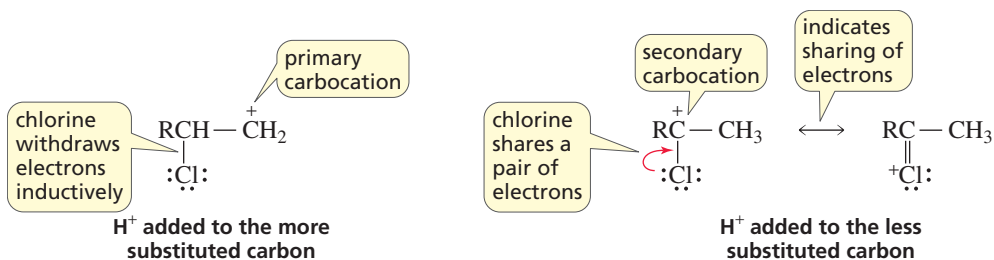 primary
carbocation
chlorine
withdraws
electrons
inductively
RCH — CH₂
+
:Cl:
H⁺ added to the more
substituted carbon
secondary
carbocation
indicates
sharing of
electrons
chlorine
shares a
pair of
electrons
+
RC — CH₃ ⟷ RC — CH₃
:Cl: ⁺Cl:
H⁺ added to the less
substituted carbon